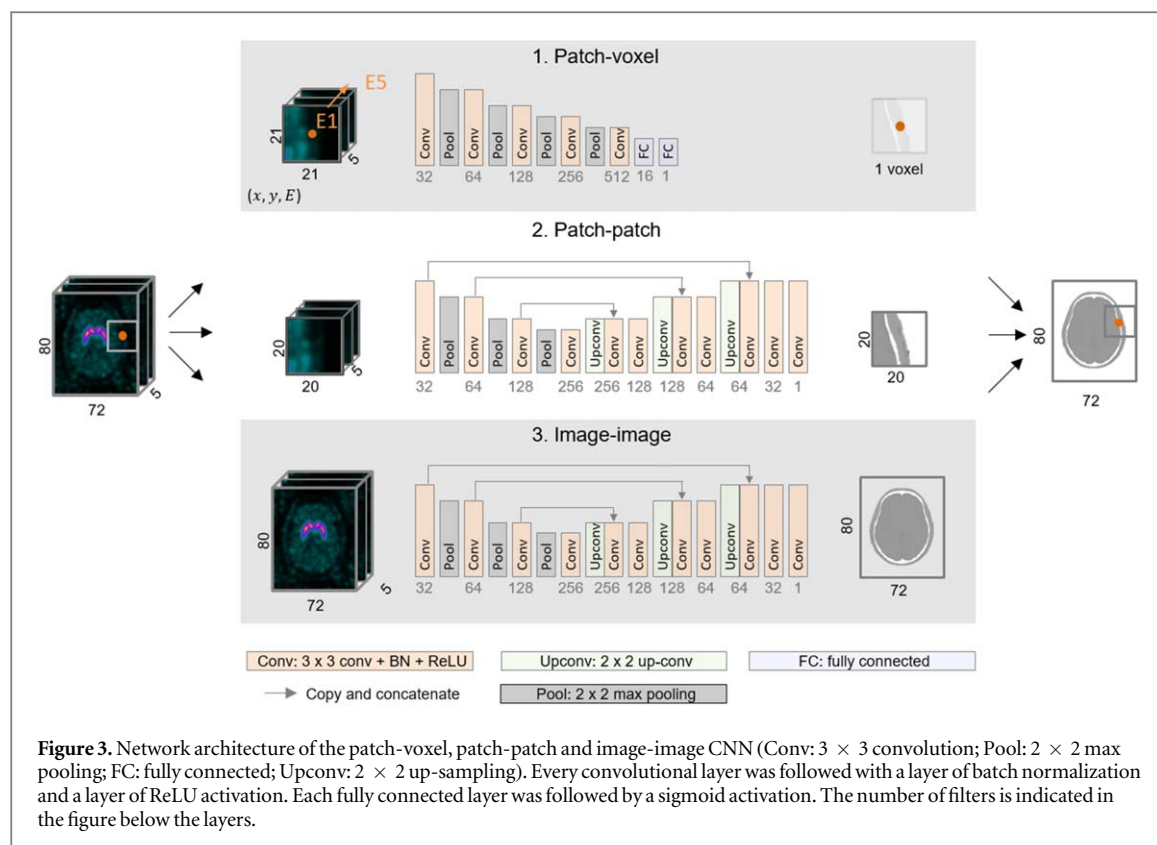 1. Patch-voxel
E5
E1
21
21
5
(x, y, E)
Conv Pool Conv Pool Conv Pool Conv Pool Conv FC FC
32 64 128 256 512 16 1
1 voxel
2. Patch-patch
80
72
5
20
20
5
Conv Pool Conv Pool Conv Pool Conv Upconv Conv Conv Upconv Conv Conv Upconv Conv Conv Conv
32 64 128 256 256 128 128 64 64 32 1
20
20
80
72
3. Image-image
80
72
5
Conv Pool Conv Pool Conv Pool Conv Upconv Conv Conv Upconv Conv Conv Upconv Conv Conv Conv
32 64 128 256 256 128 128 64 64 32 1
80
72
Conv: 3 x 3 conv + BN + ReLU
Upconv: 2 x 2 up-conv
FC: fully connected
Copy and concatenate
Pool: 2 x 2 max pooling
Figure 3. Network architecture of the patch-voxel, patch-patch and image-image CNN (Conv: 3 × 3 convolution; Pool: 2 × 2 max
pooling; FC: fully connected; Upconv: 2 × 2 up-sampling). Every convolutional layer was followed with a layer of batch normalization
and a layer of ReLU activation. Each fully connected layer was followed by a sigmoid activation. The number of filters is indicated in
the figure below the layers.